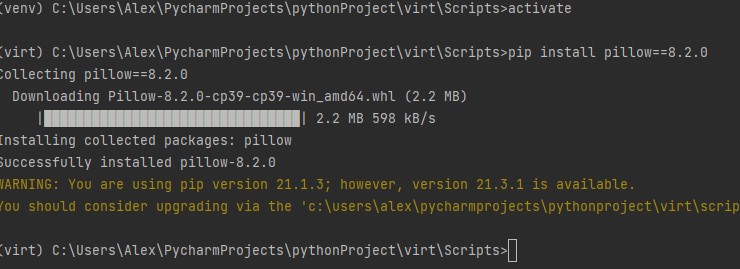 (venv) C:\Users\Alex\PycharmProjects\pythonProject\virt\Scripts>activate
(virt) C:\Users\Alex\PycharmProjects\pythonProject\virt\Scripts>pip install pillow==8.2.0
Collecting pillow==8.2.0
Downloading Pillow-8.2.0-cp39-cp39-win_amd64.whl (2.2 MB)
|████████████████████████████████| 2.2 MB 598 kB/s
Installing collected packages: pillow
Successfully installed pillow-8.2.0
WARNING: You are using pip version 21.1.3; however, version 21.3.1 is available.
You should consider upgrading via the 'c:\users\alex\pycharmprojects\pythonproject\virt\scrip
(virt) C:\Users\Alex\PycharmProjects\pythonProject\virt\Scripts>